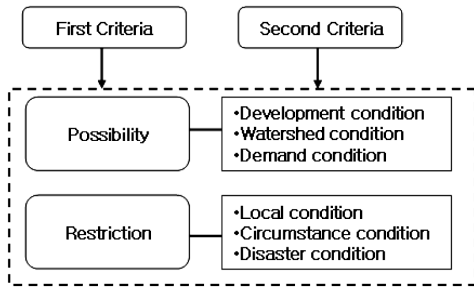 First Criteria
Second Criteria
Possibility
•Development condition
•Watershed condition
•Demand condition
Restriction
•Local condition
•Circumstance condition
•Disaster condition